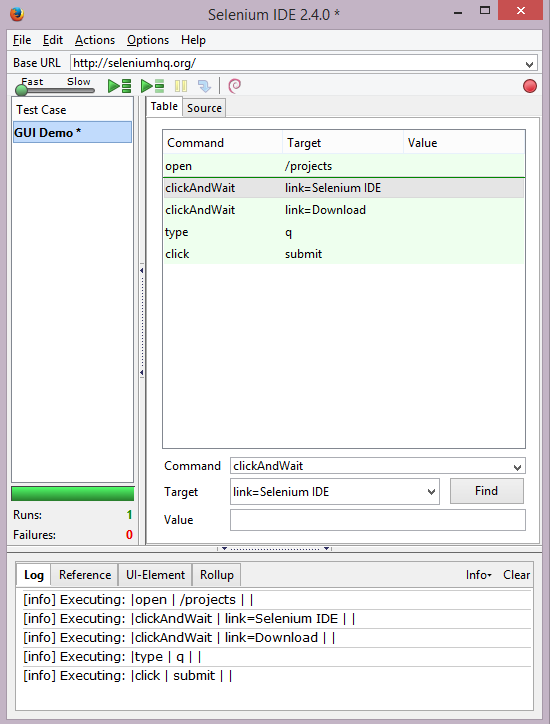 Selenium IDE 2.4.0 *
File Edit Actions Options Help
Base URL http://seleniumhq.org/
Fast Slow
Test Case
GUI Demo *
Table Source
Command Target Value
open /projects
clickAndWait link=Selenium IDE
clickAndWait link=Download
type q
click submit
Command clickAndWait
Target link=Selenium IDE Find
Value
Runs: 1
Failures: 0
Log Reference UI-Element Rollup Info Clear
[info] Executing: |open | /projects | |
[info] Executing: |clickAndWait | link=Selenium IDE | |
[info] Executing: |clickAndWait | link=Download | |
[info] Executing: |type | q | |
[info] Executing: |click | submit | |